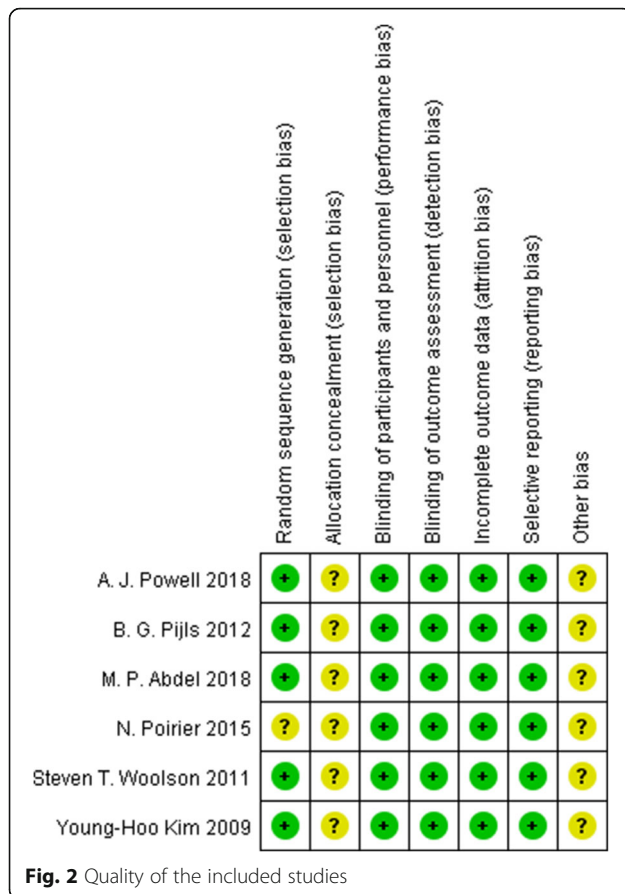 Random sequence generation (selection bias)
Allocation concealment (selection bias)
Blinding of participants and personnel (performance bias)
Blinding of outcome assessment (detection bias)
Incomplete outcome data (attrition bias)
Selective reporting (reporting bias)
Other bias
A. J. Powell 2018 + ? + + + + ?
B. G. Pijls 2012 + ? + + + + ?
M. P. Abdel 2018 + ? + + + + ?
N. Poirier 2015 ? ? + + + + ?
Steven T. Woolson 2011 + ? + + + + ?
Young-Hoo Kim 2009 + ? + + + + ?
Fig. 2 Quality of the included studies